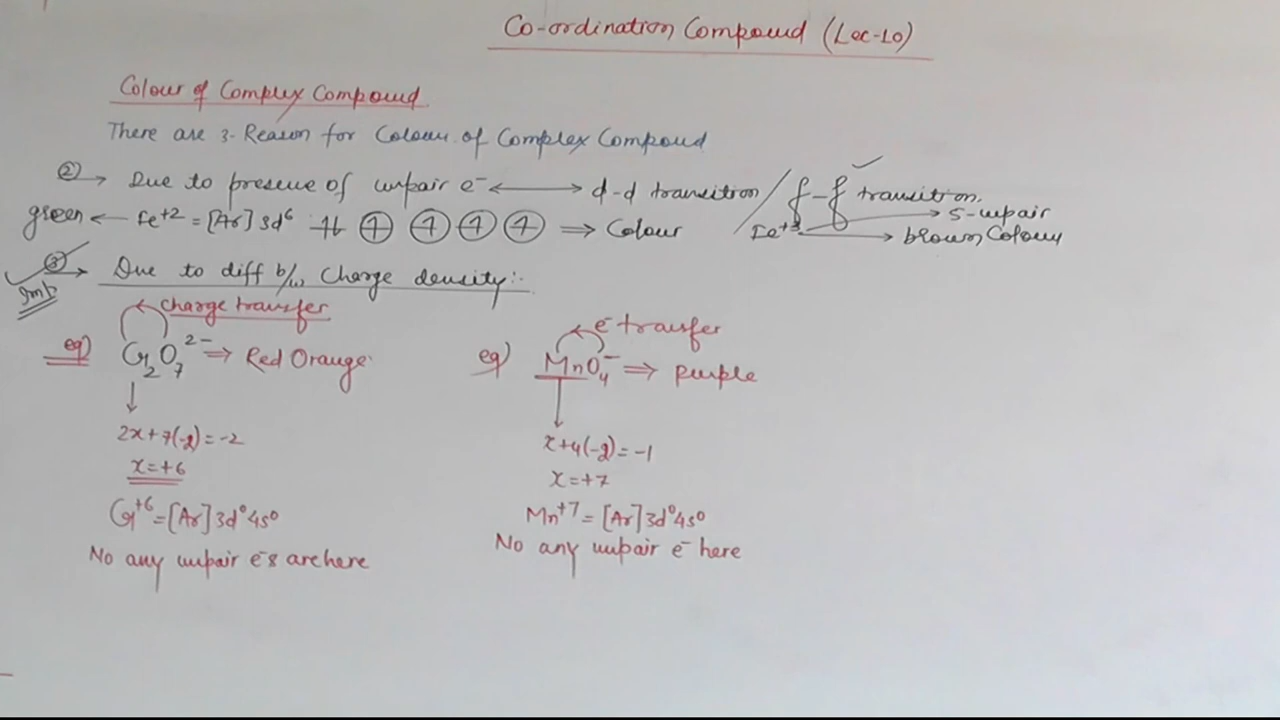 Co-ordination Compound (Lec-10)
Colour of Complex Compound
There are 3- Reason for Colour of Complex Compound
② → Due to presence of unpair e⁻ ↔ d-d transition / f-f transition.
green ← Fe⁺² = [Ar] 3d⁶ ⥮ ↿ ↿ ↿ ↿ ⇒ Colour / Fe⁺³ → 5-unpair
→ brown Colour
③ → Due to diff b/w Charge density:-
Imp
charge transfer
e⁻ transfer
eg) Cr₂O₇²⁻ ⇒ Red Orange
eg) MnO₄⁻ ⇒ purple
2x+7(-2)=-2
x=+6
x+4(-2)=-1
x=+7
Cr⁺⁶=[Ar]3d⁰4s⁰
Mn⁺⁷=[Ar]3d⁰4s⁰
No any unpair e⁻s are here
No any unpair e⁻ here